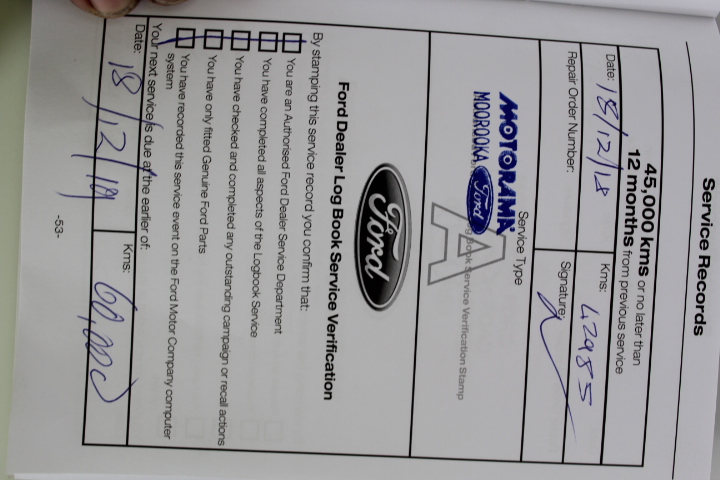 Service Records
45,000 kms or no later than
12 months from previous service
Date: 18/12/18
Kms: 42985
Repair Order Number:
Signature:
Service Type
A
MOTORAMA
MOOROOKA Ford
g Book Service Verification Stamp
Ford
Ford Dealer Log Book Service Verification
By stamping this service record you confirm that:
You are an Authorised Ford Dealer Service Department
You have completed all aspects of the Logbook Service
You have checked and completed any outstanding campaign or recall actions
You have only fitted Genuine Ford Parts
You have recorded this service event on the Ford Motor Company computer
system
Your next service is due at the earlier of:
Date: 18/12/19
Kms: 60,000
-53-